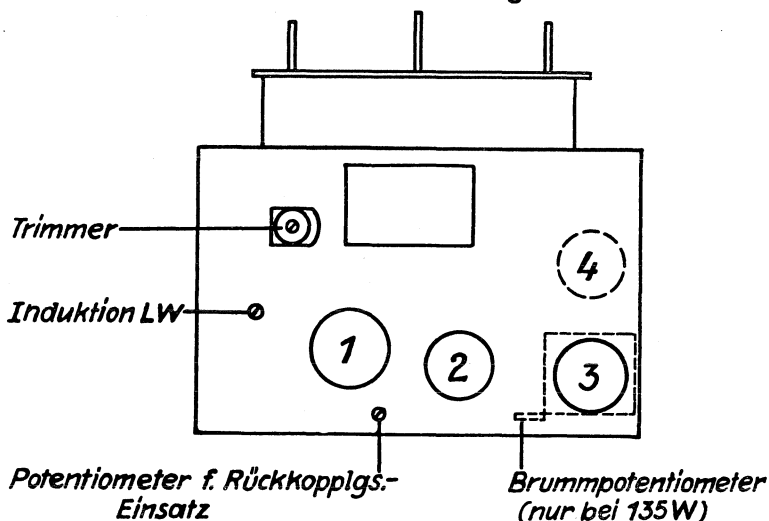 Trimmer
4
Induktion LW
1
2
3
Potentiometer f. Rückkopplgs.-
Einsatz
Brummpotentiometer
(nur bei 135W)